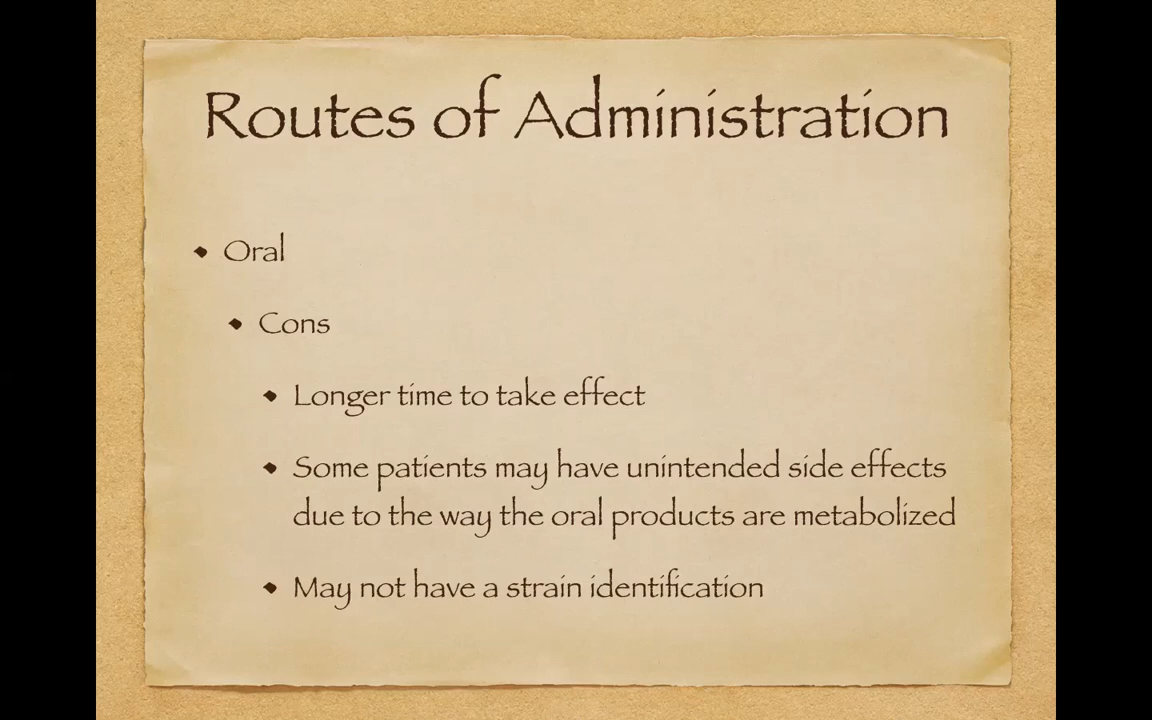 Routes of Administration
• Oral
• Cons
• Longer time to take effect
• Some patients may have unintended side effects
due to the way the oral products are metabolized
• May not have a strain identification